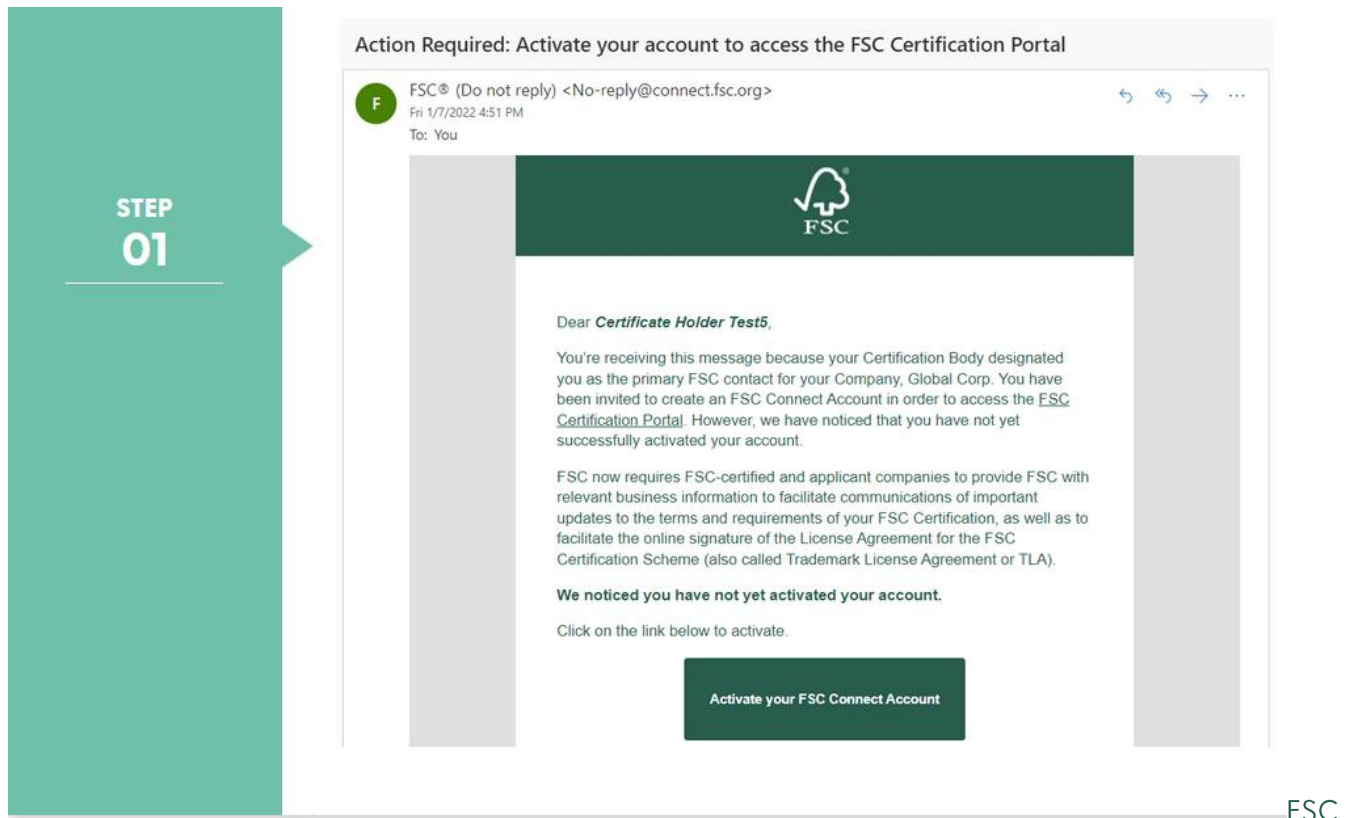 Action Required: Activate your account to access the FSC Certification Portal
F
FSC® (Do not reply) <No-reply@connect.fsc.org>
Fri 1/7/2022 4:51 PM
To: You
STEP
01
®
FSC
Dear Certificate Holder Test5,
You're receiving this message because your Certification Body designated
you as the primary FSC contact for your Company, Global Corp. You have
been invited to create an FSC Connect Account in order to access the FSC
Certification Portal. However, we have noticed that you have not yet
successfully activated your account.
FSC now requires FSC-certified and applicant companies to provide FSC with
relevant business information to facilitate communications of important
updates to the terms and requirements of your FSC Certification, as well as to
facilitate the online signature of the License Agreement for the FSC
Certification Scheme (also called Trademark License Agreement or TLA).
We noticed you have not yet activated your account.
Click on the link below to activate.
Activate your FSC Connect Account
FSC